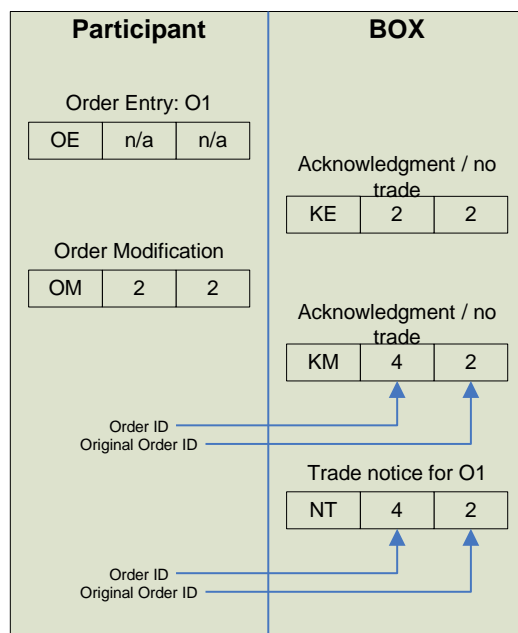 Participant BOX
Order Entry: O1
OE n/a n/a
Acknowledgment / no
trade
KE 2 2
Order Modification
OM 2 2
Acknowledgment / no
trade
KM 4 2
Order ID
Original Order ID
Trade notice for O1
NT 4 2
Order ID
Original Order ID